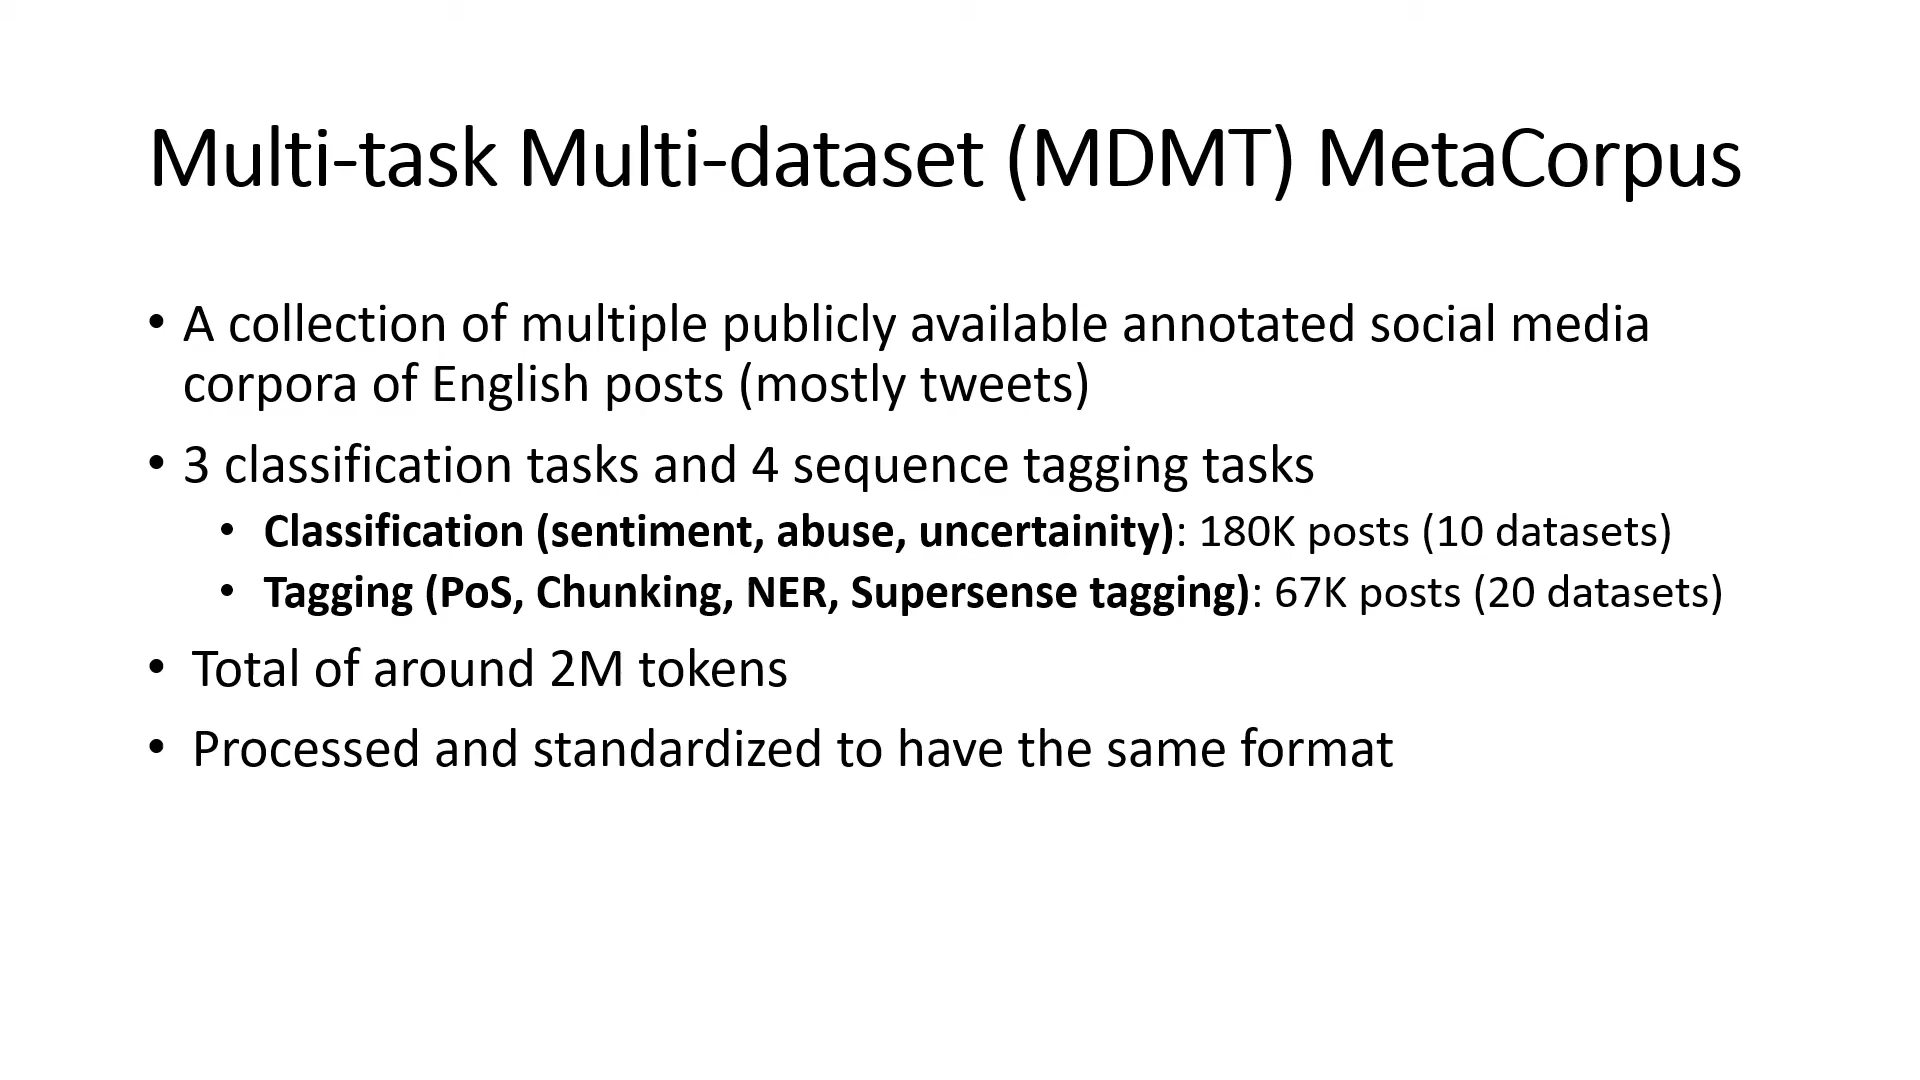 Multi-task Multi-dataset (MDMT) MetaCorpus
• A collection of multiple publicly available annotated social media
corpora of English posts (mostly tweets)
• 3 classification tasks and 4 sequence tagging tasks
• Classification (sentiment, abuse, uncertainity): 180K posts (10 datasets)
• Tagging (PoS, Chunking, NER, Supersense tagging): 67K posts (20 datasets)
• Total of around 2M tokens
• Processed and standardized to have the same format